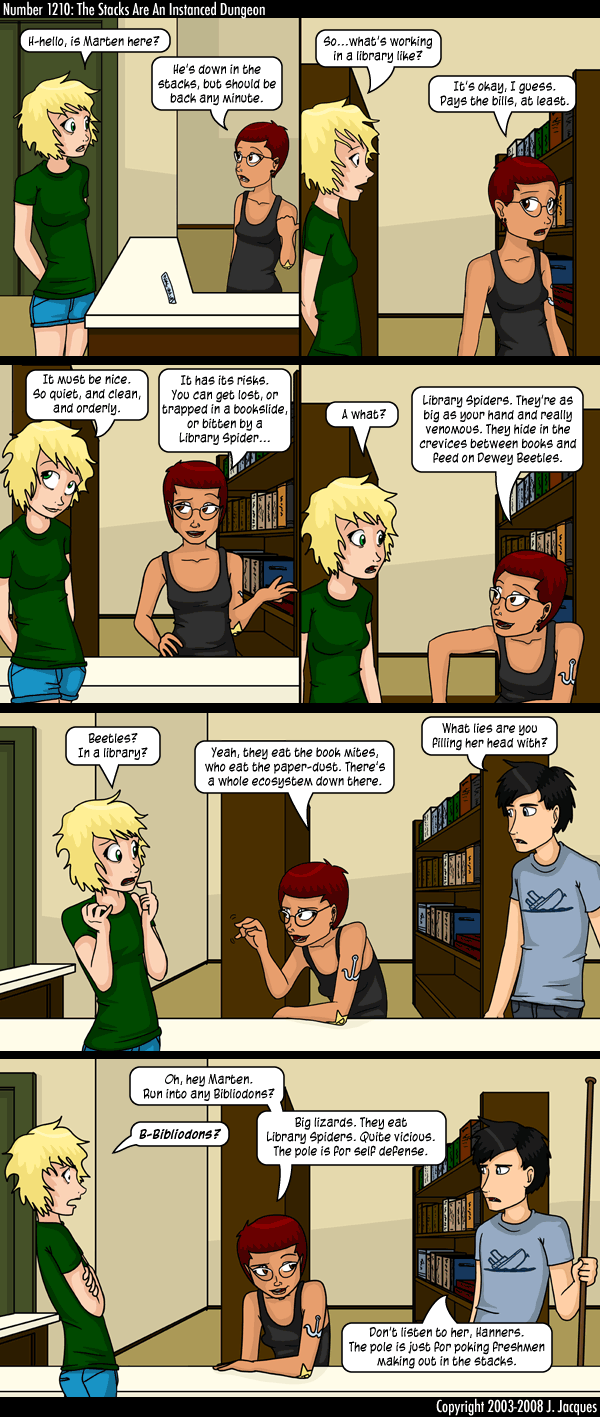 Number 1210: The Stacks Are An Instanced Dungeon
H-hello, is Marten here?
He's down in the
stacks, but should be
back any minute.
So...what's working
in a library like?
It's okay, I guess.
Pays the bills, at least.
It must be nice.
So quiet, and clean,
and orderly.
It has its risks.
You can get lost, or
trapped in a bookslide,
or bitten by a
Library Spider...
A what?
Library Spiders. They're as
big as your hand and really
venomous. They hide in the
crevices between books and
feed on Dewey Beetles.
Beetles?
In a library?
Yeah, they eat the book mites,
who eat the paper-dust. There's
a whole ecosystem down there.
What lies are you
filling her head with?
Oh, hey Marten.
Run into any Bibliodons?
B-Bibliodons?
Big lizards. They eat
Library Spiders. Quite vicious.
The pole is for self defense.
Don't listen to her, Hanners.
The pole is just for poking freshmen
making out in the stacks.
Copyright 2003-2008 J. Jacques